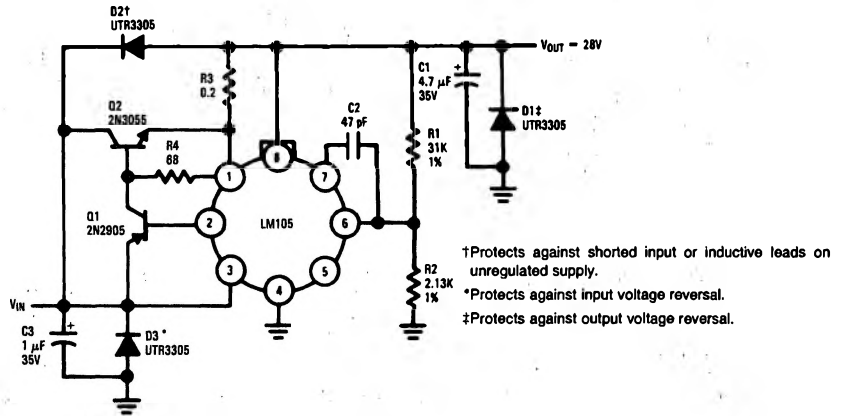 D2†
UTR3305
VOUT = 28V
R3
0.2
C1
4.7 µF
35V
+
D1‡
UTR3305
Q2
2N3055
C2
47 pF
R4
68
R1
31K
1%
8
1
7
Q1
2N2905
2
LM105
6
3
5
4
R2
2.13K
1%
†Protects against shorted input or inductive leads on
unregulated supply.
*Protects against input voltage reversal.
‡Protects against output voltage reversal.
VIN
C3
1 µF
35V
+
D3*
UTR3305